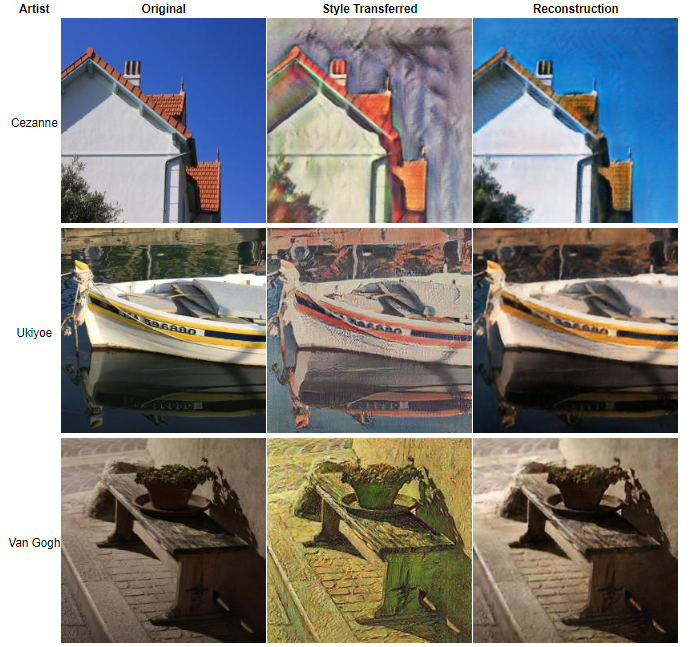 Artist Original Style Transferred Reconstruction
Cezanne
Ukiyoe
Van Gogh